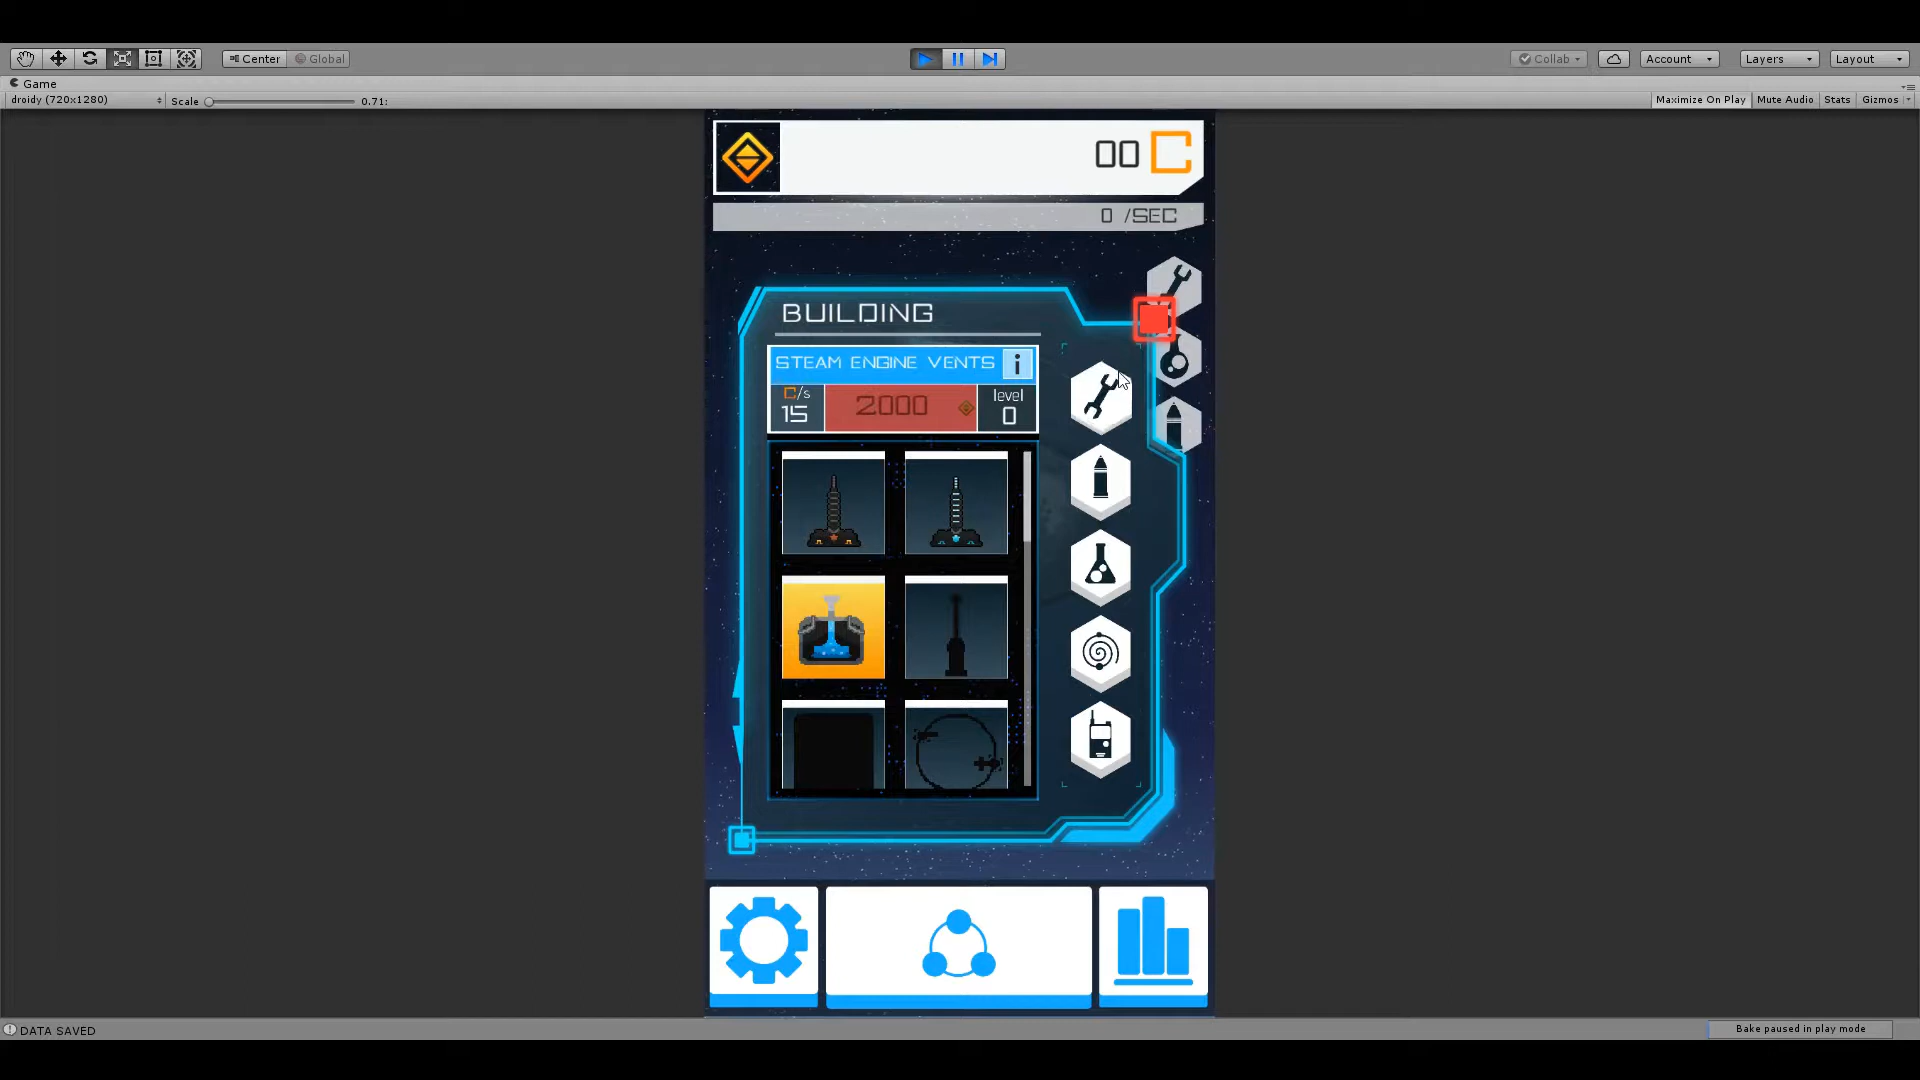 Center Global
Collab Account Layers Layout
Game
droidy (720x1280) Scale 0.71:
Maximize On Play Mute Audio Stats Gizmos
00 C
0 /SEC
BUILDING
STEAM ENGINE VENTS i
C/s 15
2000
level 0
DATA SAVED
Bake paused in play mode